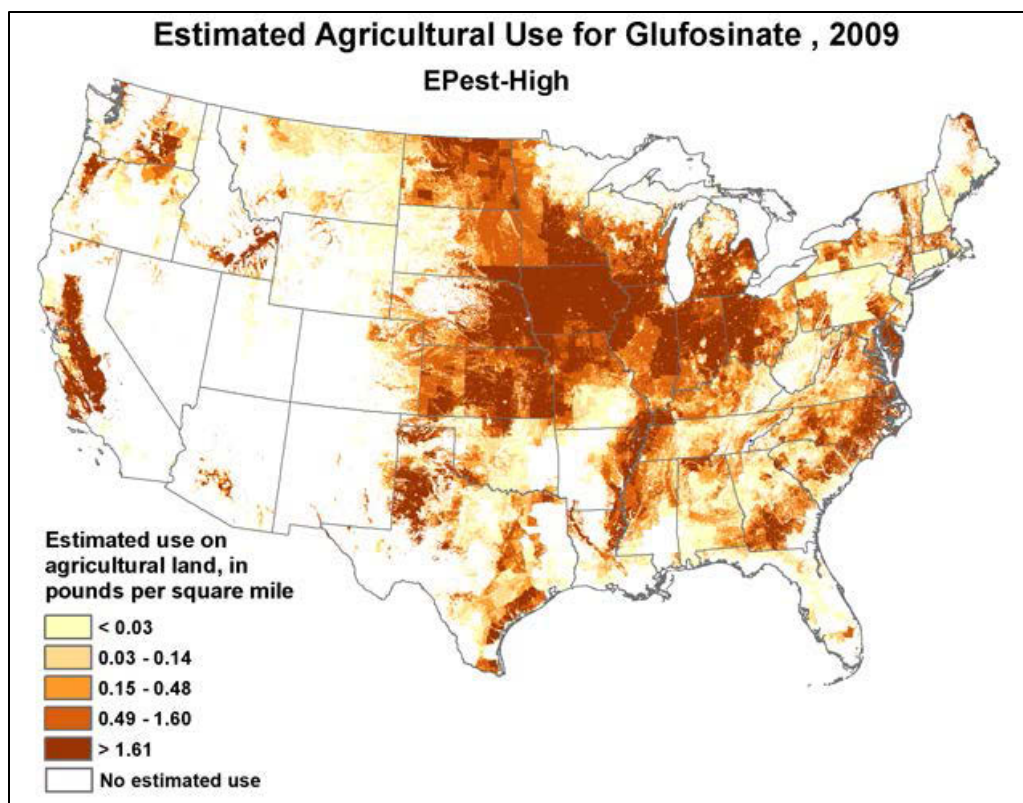 Estimated Agricultural Use for Glufosinate , 2009
EPest-High
Estimated use on
agricultural land, in
pounds per square mile
< 0.03
0.03 - 0.14
0.15 - 0.48
0.49 - 1.60
> 1.61
No estimated use